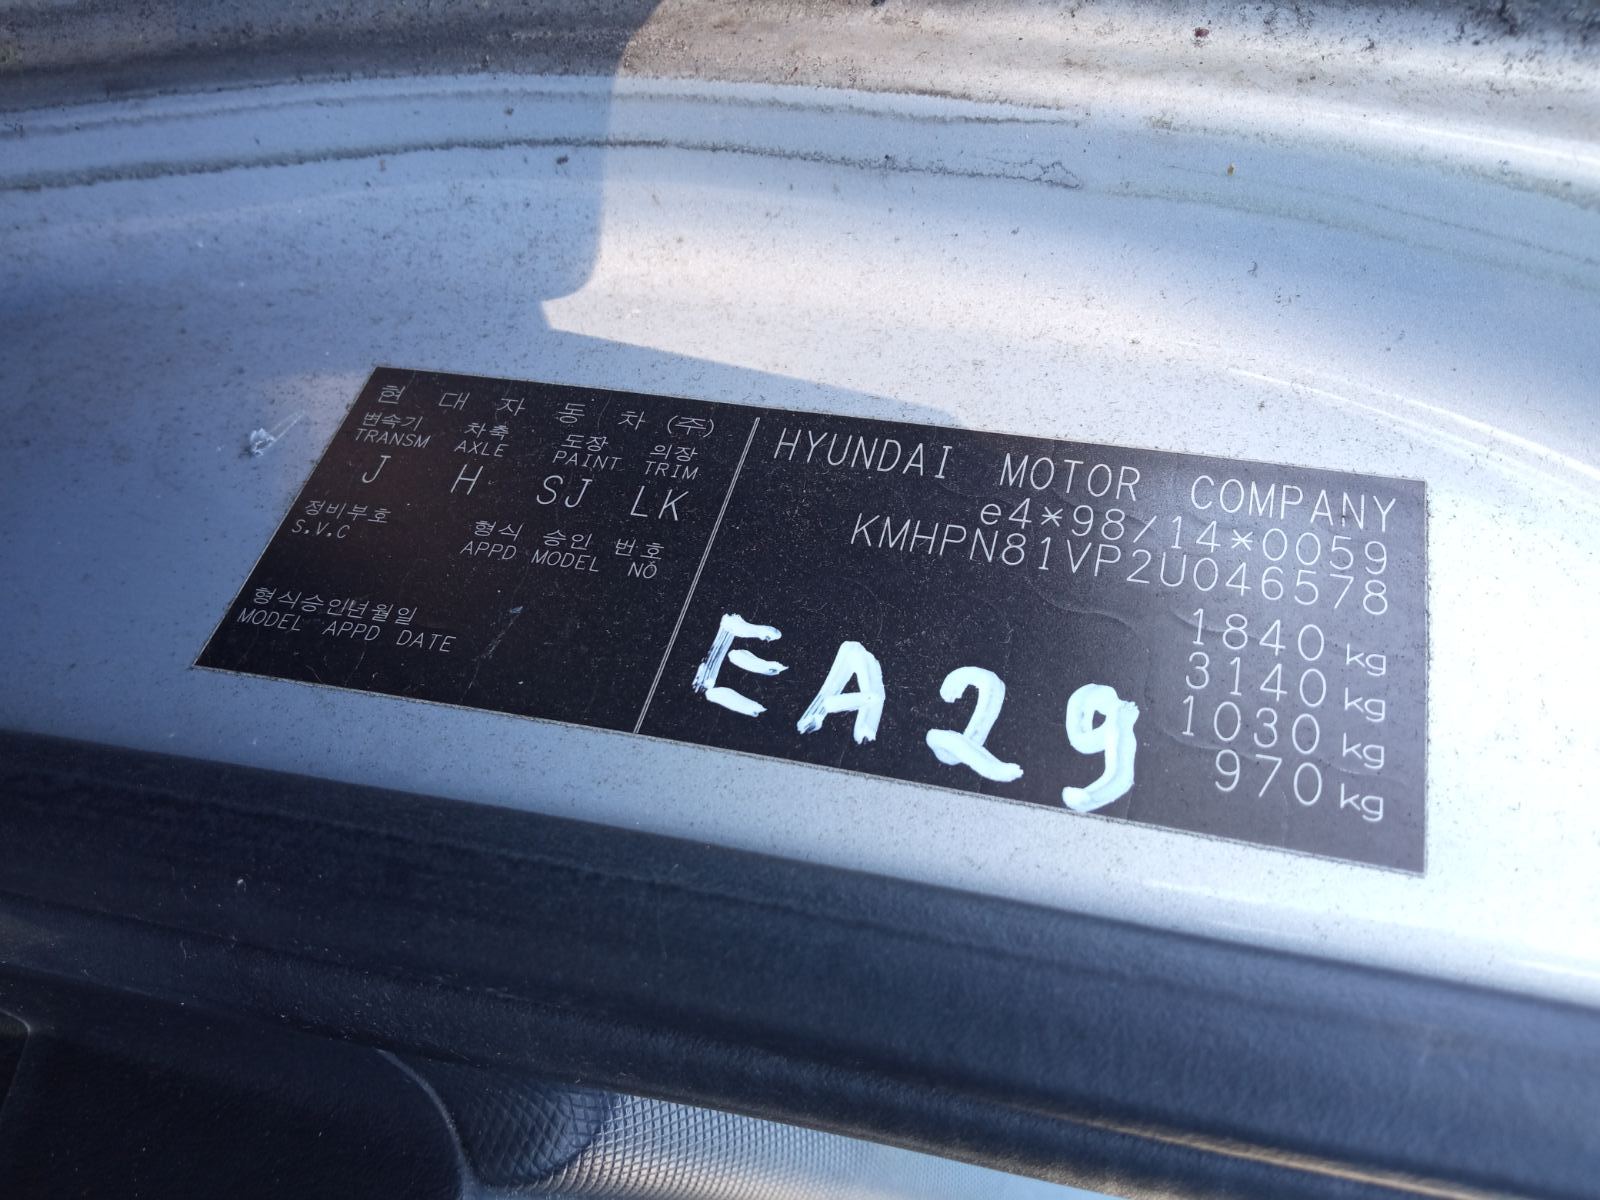 현 대 자 동 차 (주)
변속기 차축 도장 의장
TRANSM AXLE PAINT TRIM
J H SJ LK
정비부호 형식 승인 번호
S.V.C APPD MODEL NO
형식승인년월일
MODEL APPD DATE
HYUNDAI MOTOR COMPANY
e4*98/14*0059
KMHPN81VP2U046578
1840 kg
3140 kg
1030 kg
970 kg
EA29